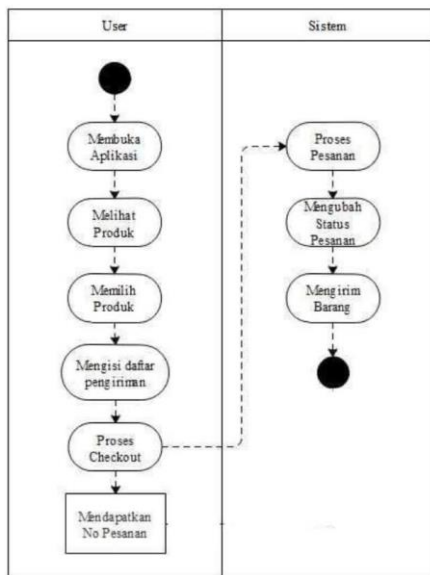 User
Sistem
Membuka
Aplikasi
Melihat
Produk
Memilih
Produk
Mengisi daftar
pengiriman
Proses
Checkout
Mendapatkan
No Pesanan
Proses
Pesanan
Mengubah
Status
Pesanan
Mengirim
Barang